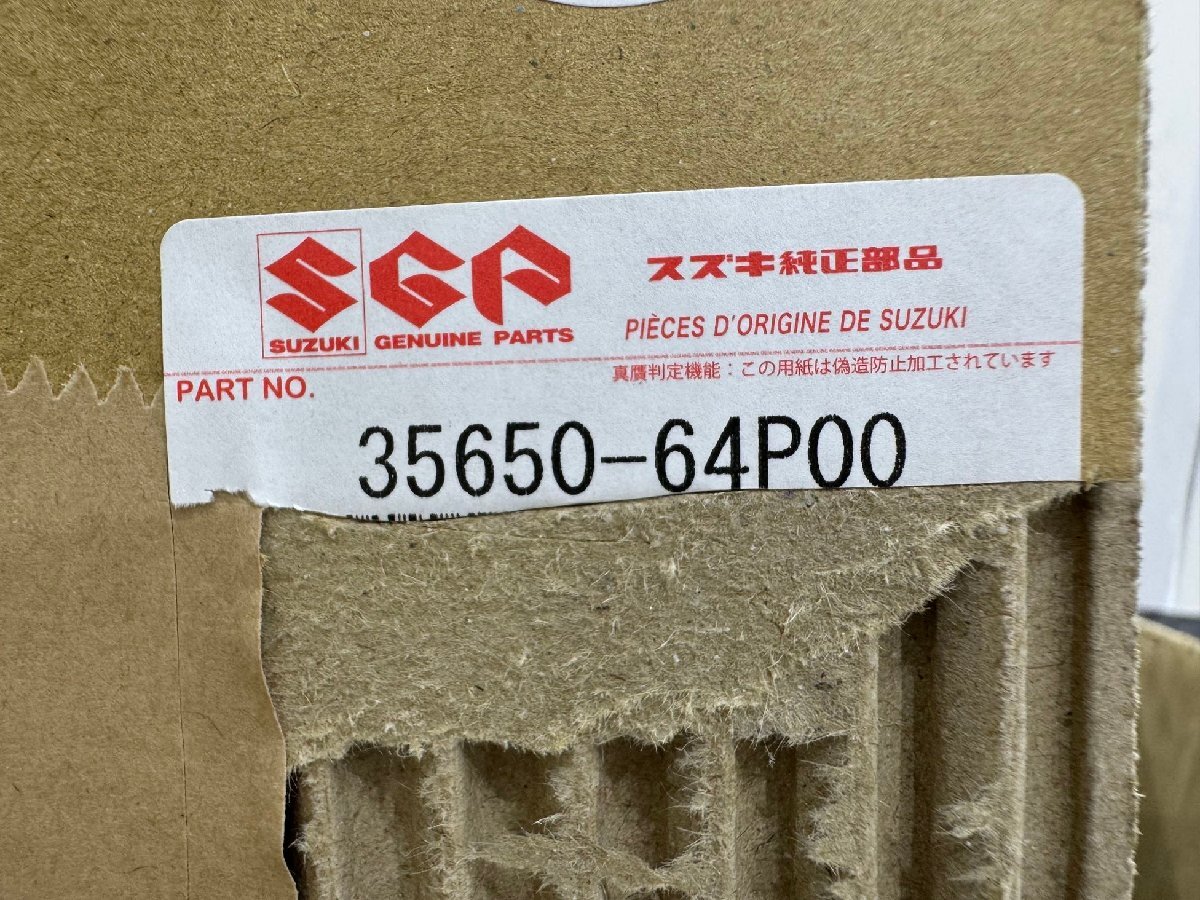 SGP
SUZUKI GENUINE PARTS
スズキ純正部品
PIÈCES D'ORIGINE DE SUZUKI
PART NO.
真贋判定機能：この用紙は偽造防止加工されています
35650-64P00